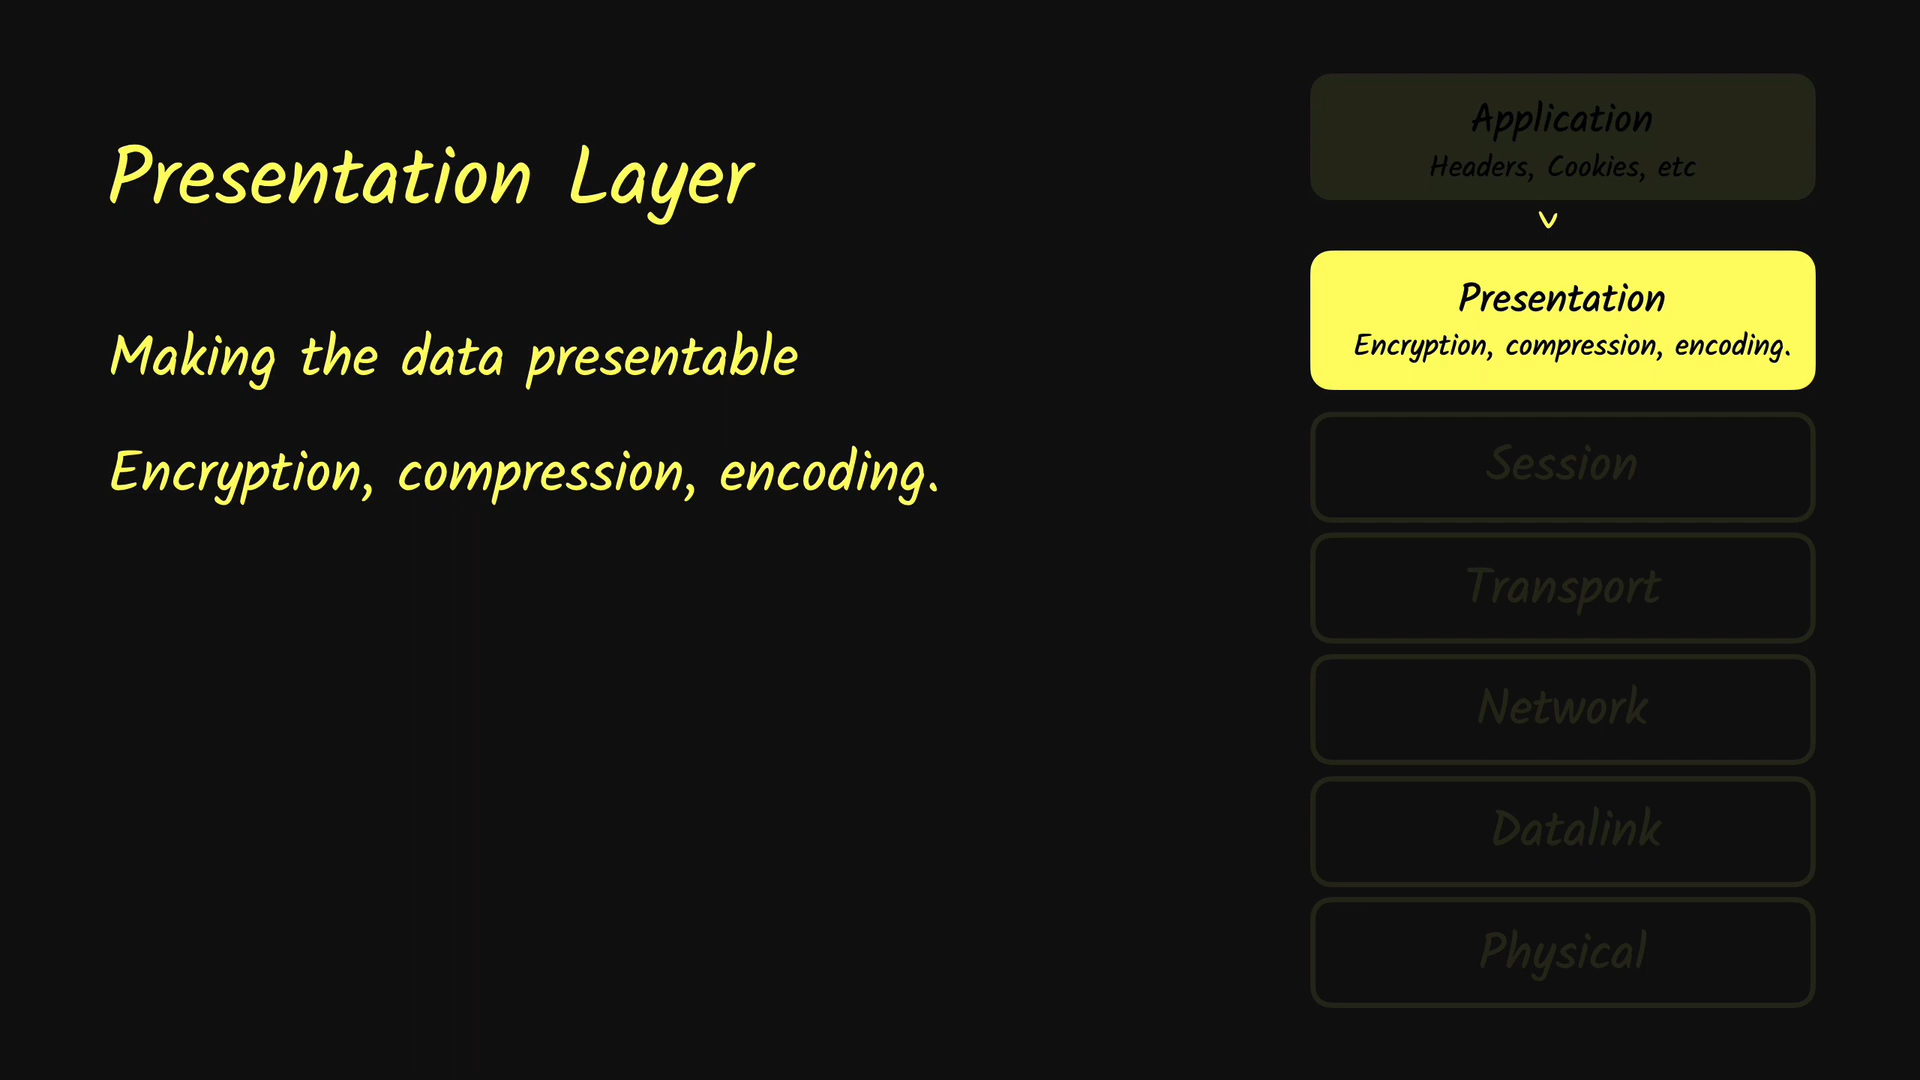 Presentation Layer
Making the data presentable
Encryption, compression, encoding.
Application
Headers, Cookies, etc
Presentation
Encryption, compression, encoding.
Session
Transport
Network
Datalink
Physical